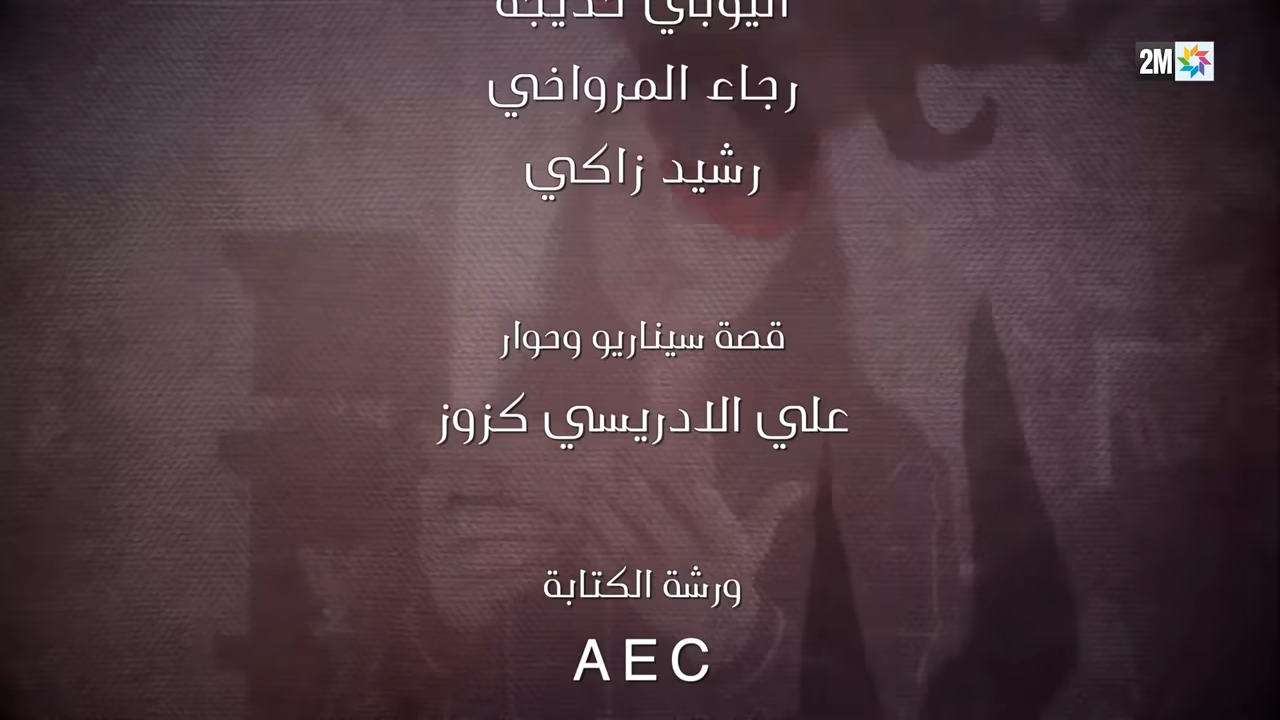 2M
رجاء المرواخي
رشيد زاكي
قصة سيناريو وحوار
علي الادريسي كزوز
ورشة الكتابة
AEC